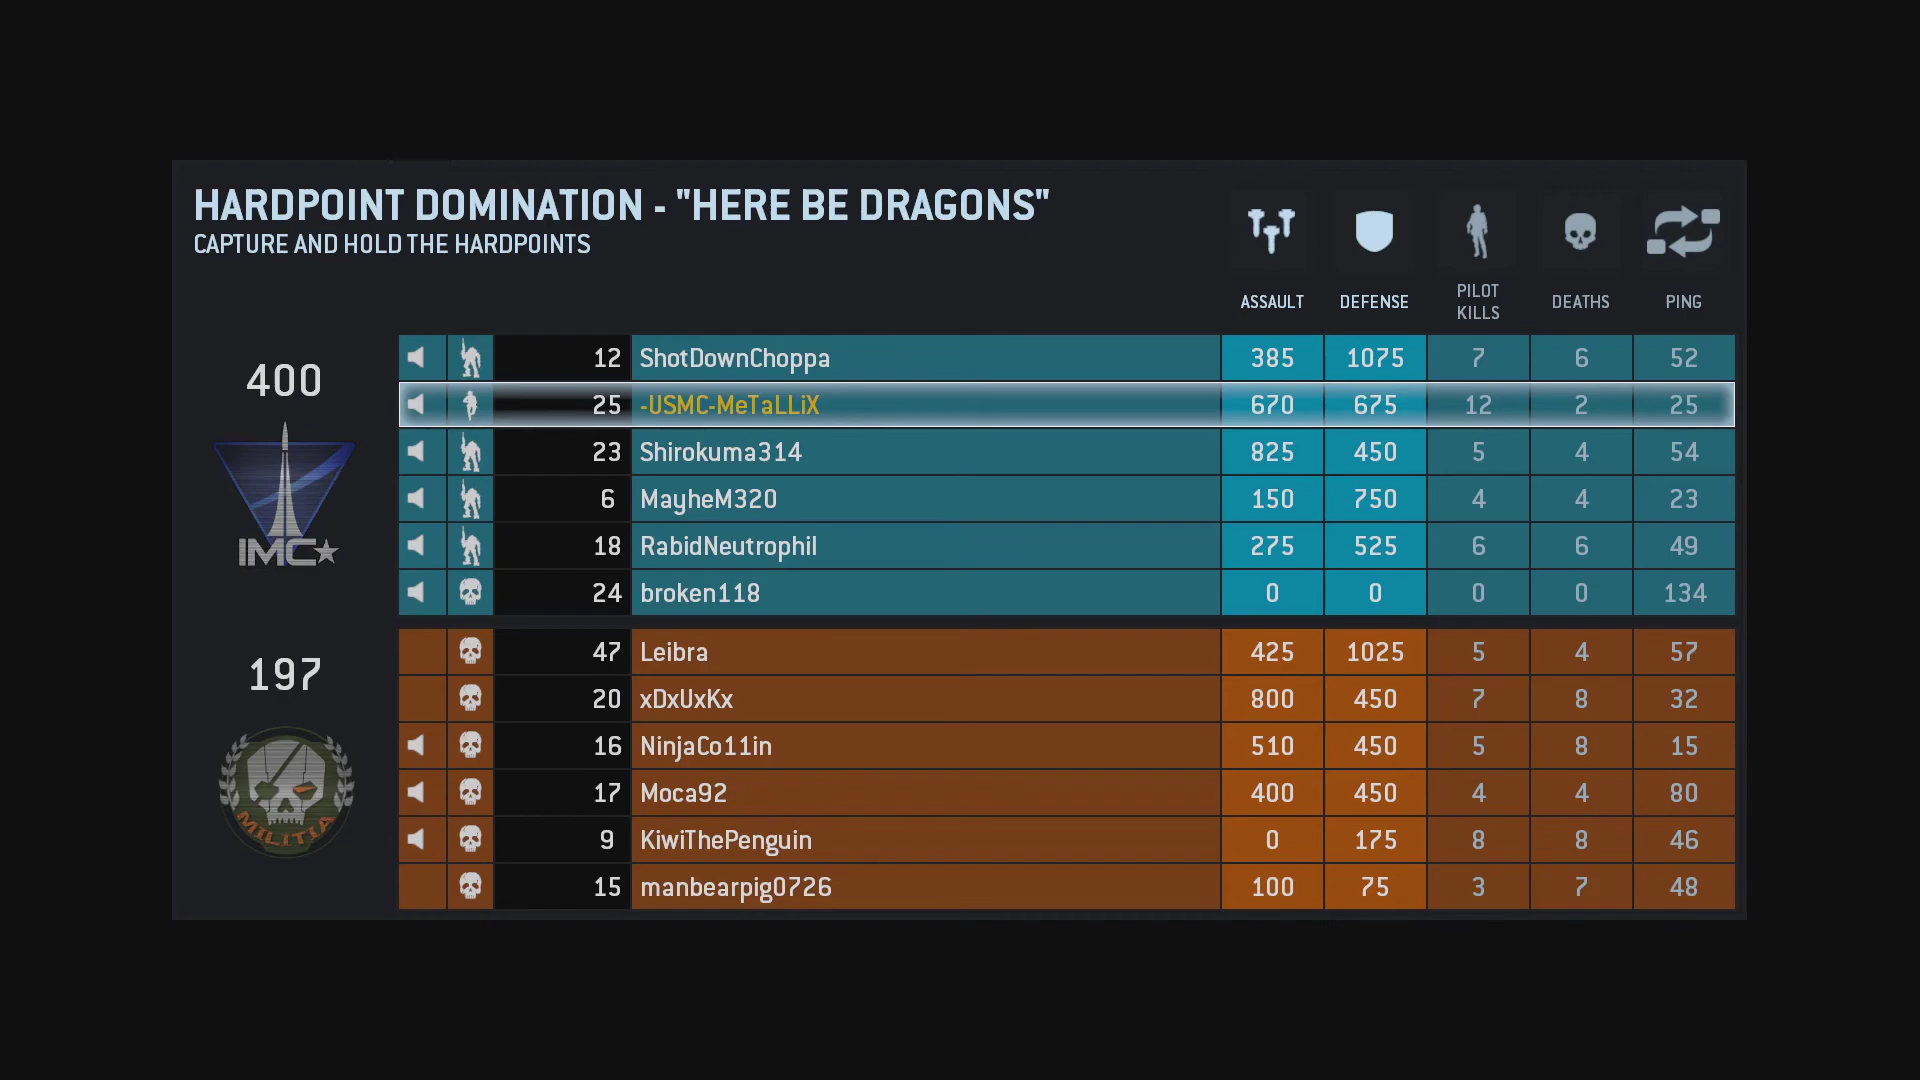 HARDPOINT DOMINATION - "HERE BE DRAGONS"
CAPTURE AND HOLD THE HARDPOINTS
ASSAULT DEFENSE PILOT KILLS DEATHS PING
400
IMC
12 ShotDownChoppa 385 1075 7 6 52
25 -USMC-MeTaLLiX 670 675 12 2 25
23 Shirokuma314 825 450 5 4 54
6 MayheM320 150 750 4 4 23
18 RabidNeutrophil 275 525 6 6 49
24 broken118 0 0 0 0 134
197
MILITIA
47 Leibra 425 1025 5 4 57
20 xDxUxKx 800 450 7 8 32
16 NinjaCo11in 510 450 5 8 15
17 Moca92 400 450 4 4 80
9 KiwiThePenguin 0 175 8 8 46
15 manbearpig0726 100 75 3 7 48